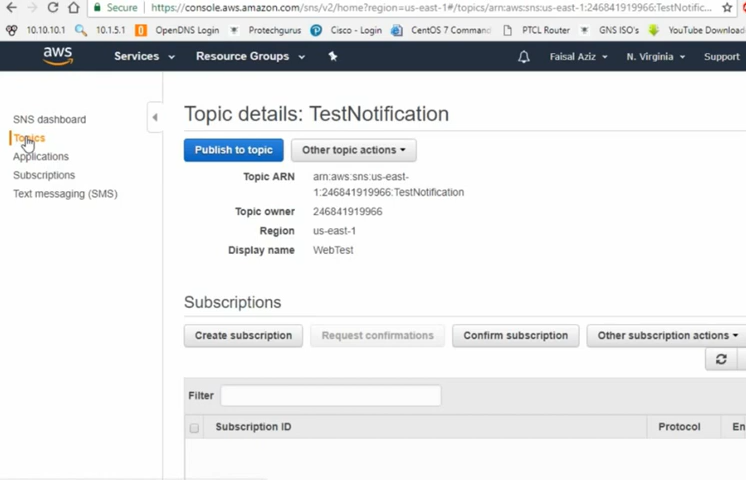 Secure https://console.aws.amazon.com/sns/v2/home?region=us-east-1#/topics/arn:aws:sns:us-east-1:246841919966:TestNotific...
10.10.10.1 10.1.5.1 OpenDNS Login Protechgurus Cisco - Login CentOS 7 Command PTCL Router GNS ISO's YouTube Download
aws Services Resource Groups Faisal Aziz N. Virginia Support
SNS dashboard
Topics
Applications
Subscriptions
Text messaging (SMS)
Topic details: TestNotification
Publish to topic Other topic actions
Topic ARN arn:aws:sns:us-east-
1:246841919966:TestNotification
Topic owner 246841919966
Region us-east-1
Display name WebTest
Subscriptions
Create subscription Request confirmations Confirm subscription Other subscription actions
Filter
Subscription ID Protocol En